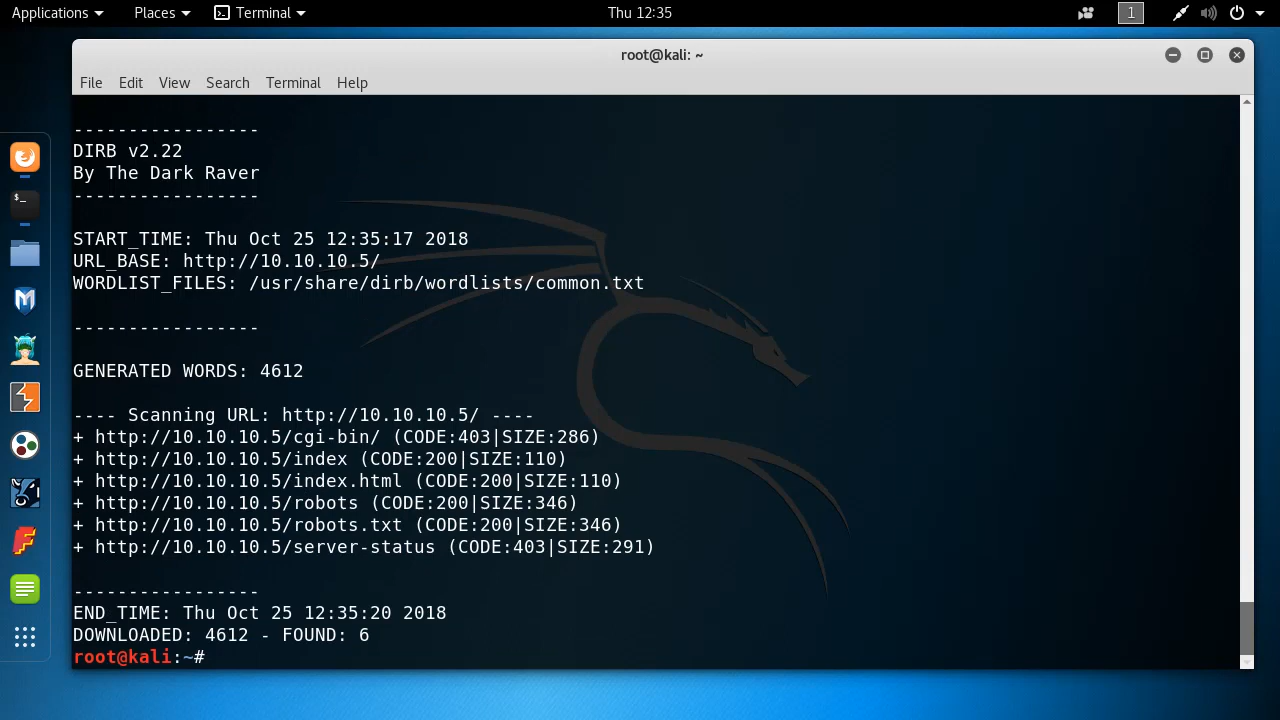 Applications Places Terminal Thu 12:35 1
root@kali: ~
File Edit View Search Terminal Help
-----------------
DIRB v2.22
By The Dark Raver
-----------------
START_TIME: Thu Oct 25 12:35:17 2018
URL_BASE: http://10.10.10.5/
WORDLIST_FILES: /usr/share/dirb/wordlists/common.txt
-----------------
GENERATED WORDS: 4612
---- Scanning URL: http://10.10.10.5/ ----
+ http://10.10.10.5/cgi-bin/ (CODE:403|SIZE:286)
+ http://10.10.10.5/index (CODE:200|SIZE:110)
+ http://10.10.10.5/index.html (CODE:200|SIZE:110)
+ http://10.10.10.5/robots (CODE:200|SIZE:346)
+ http://10.10.10.5/robots.txt (CODE:200|SIZE:346)
+ http://10.10.10.5/server-status (CODE:403|SIZE:291)
-----------------
END_TIME: Thu Oct 25 12:35:20 2018
DOWNLOADED: 4612 - FOUND: 6
root@kali:~#